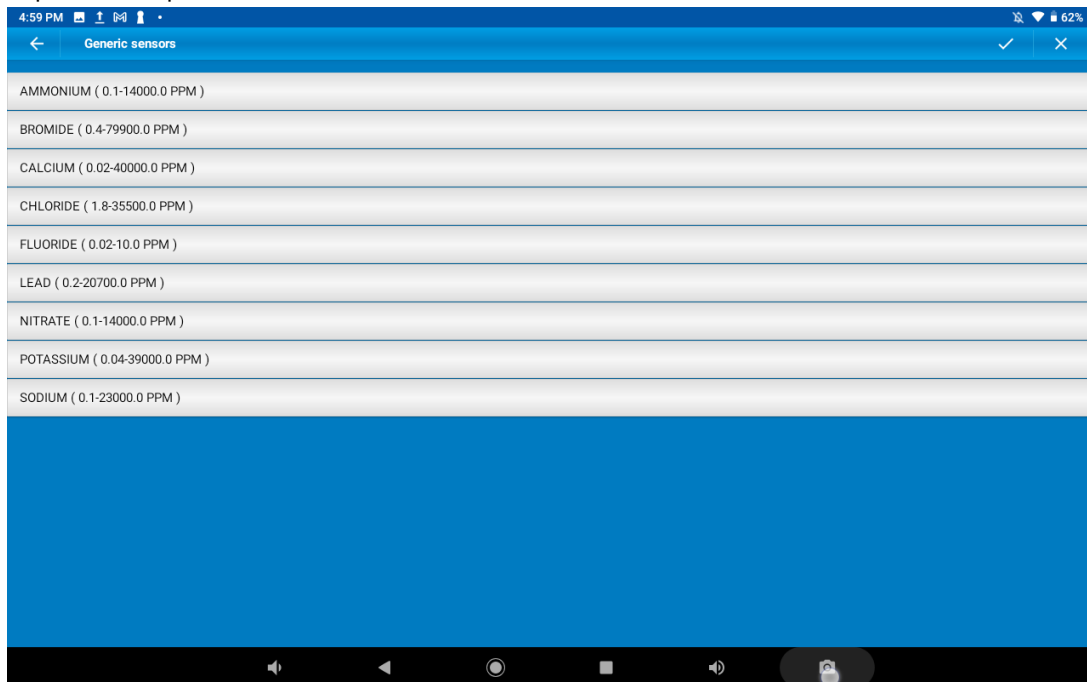 4:59 PM
62%
Generic sensors
AMMONIUM ( 0.1-14000.0 PPM )
BROMIDE ( 0.4-79900.0 PPM )
CALCIUM ( 0.02-40000.0 PPM )
CHLORIDE ( 1.8-35500.0 PPM )
FLUORIDE ( 0.02-10.0 PPM )
LEAD ( 0.2-20700.0 PPM )
NITRATE ( 0.1-14000.0 PPM )
POTASSIUM ( 0.04-39000.0 PPM )
SODIUM ( 0.1-23000.0 PPM )